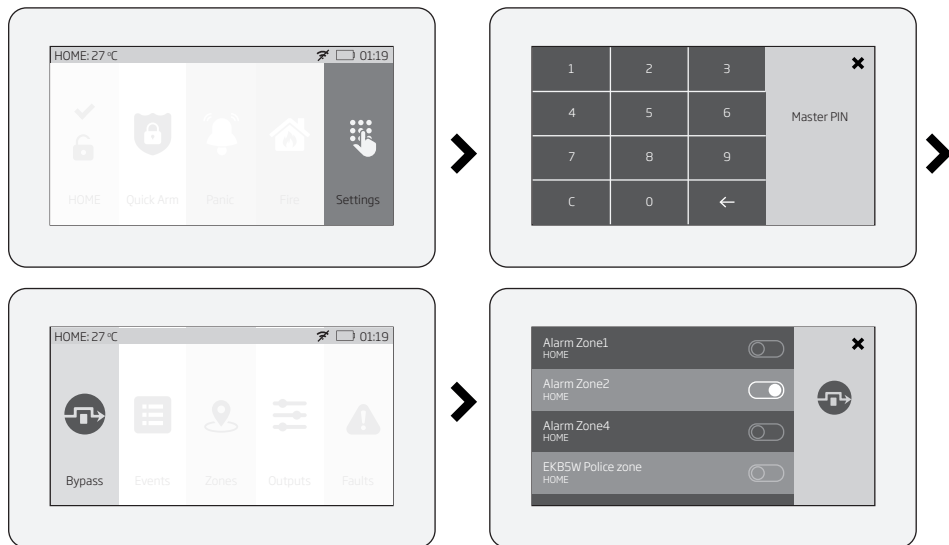 HOME: 27 ºC 01:19
HOME Quick Arm Panic Fire Settings
1 2 3
4 5 6
7 8 9
C 0
Master PIN
HOME: 27 ºC 01:19
Bypass Events Zones Outputs Faults
Alarm Zone1
HOME
Alarm Zone2
HOME
Alarm Zone4
HOME
EKB5W Police zone
HOME